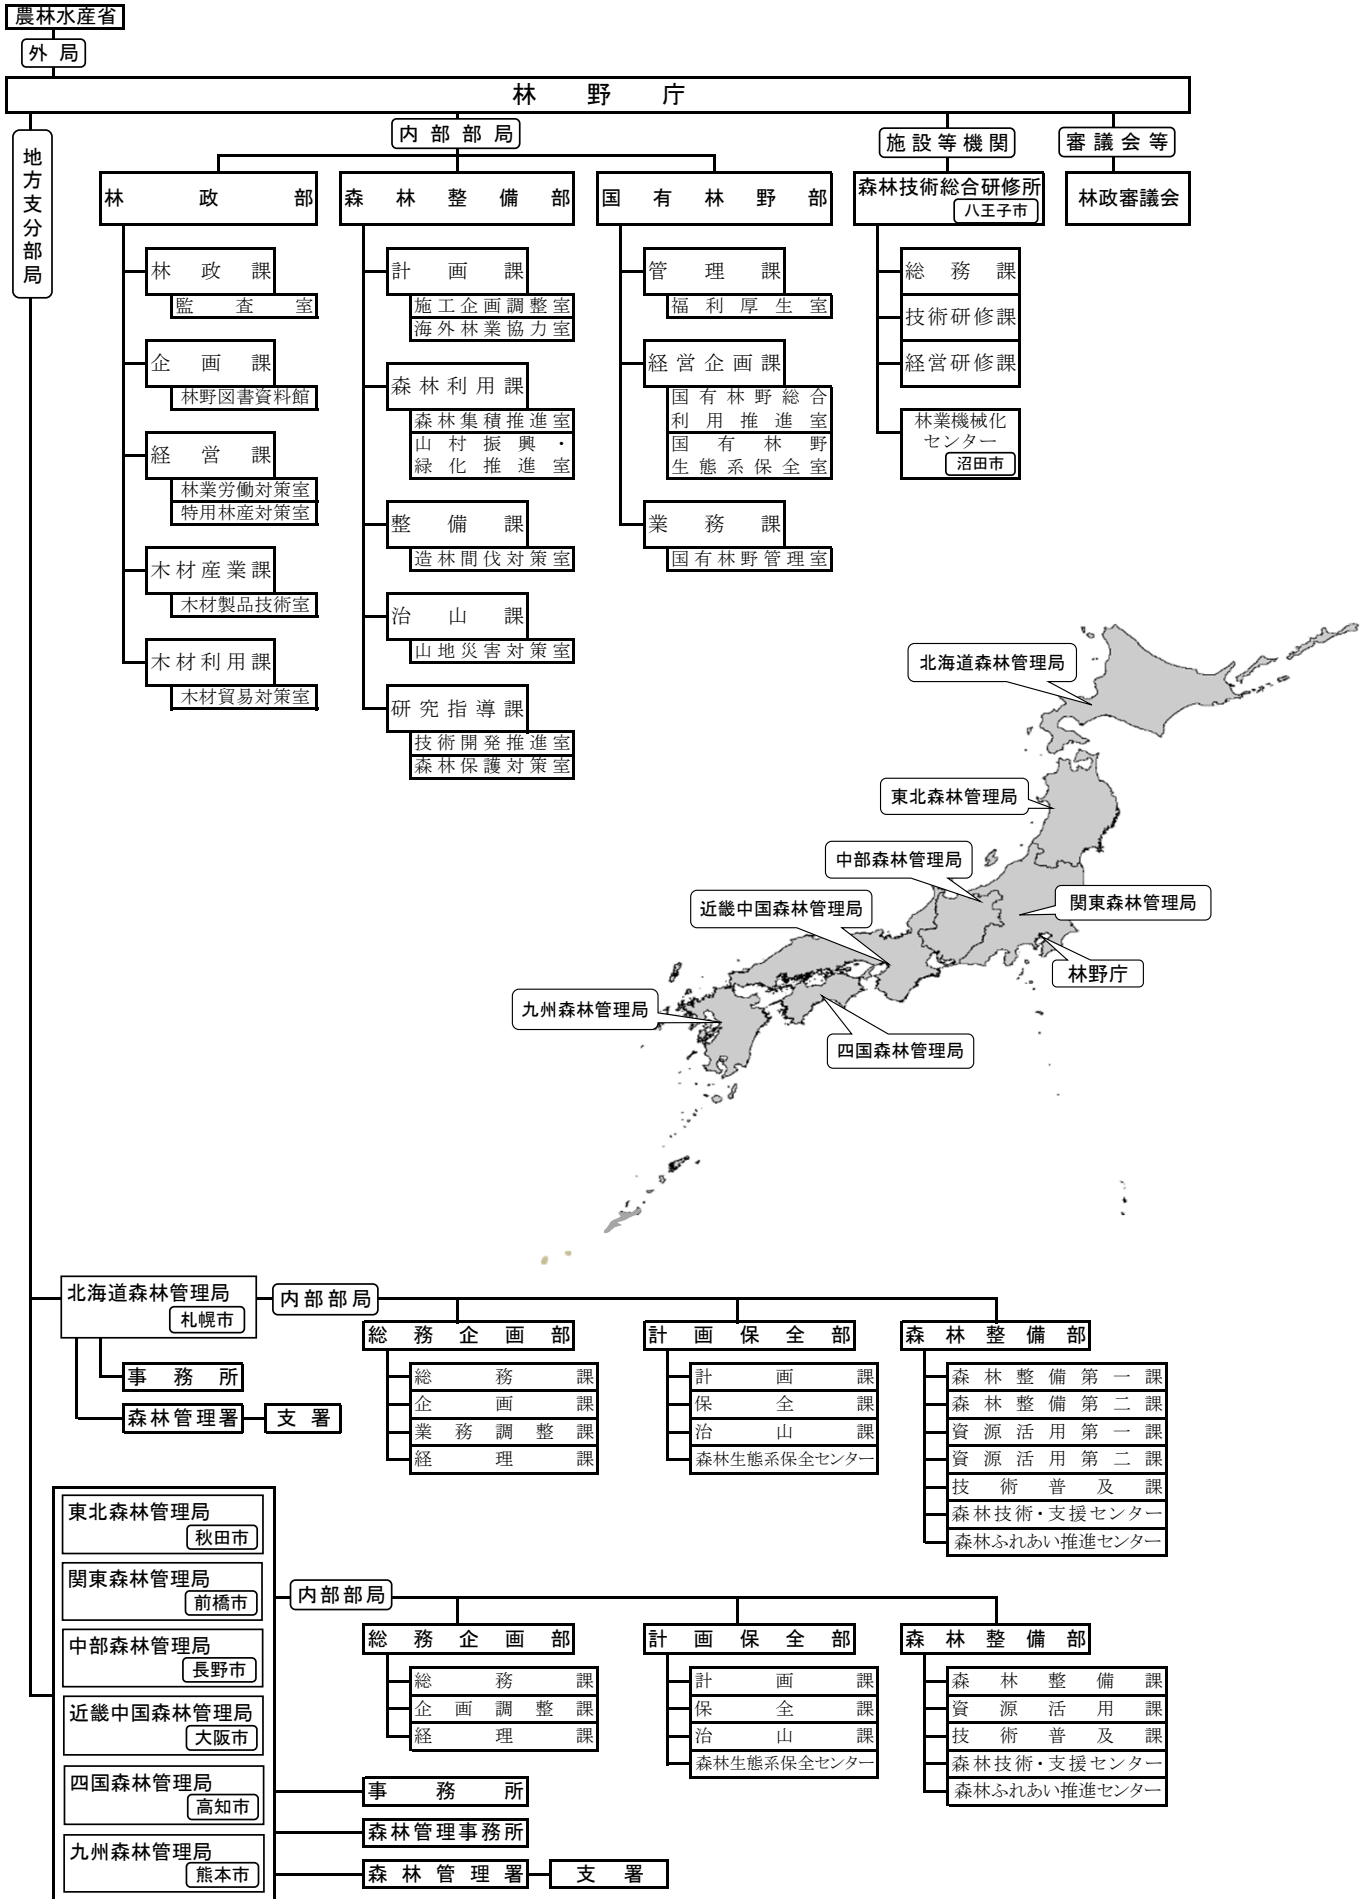 農林水産省
外局
林野庁
地方支分部局
内部部局
施設等機関
審議会等
林政部
林政課
監査室
企画課
林野図書資料館
経営課
林業労働対策室
特用林産対策室
木材産業課
木材製品技術室
木材利用課
木材貿易対策室
森林整備部
計画課
施工企画調整室
海外林業協力室
森林利用課
森林集積推進室
山村振興・
緑化推進室
整備課
造林間伐対策室
治山課
山地災害対策室
研究指導課
技術開発推進室
森林保護対策室
国有林野部
管理課
福利厚生室
経営企画課
国有林野総合
利用推進室
国有林野
生態系保全室
業務課
国有林野管理室
森林技術総合研修所
八王子市
総務課
技術研修課
経営研修課
林業機械化
センター
沼田市
林政審議会
北海道森林管理局
東北森林管理局
中部森林管理局
近畿中国森林管理局
関東森林管理局
林野庁
九州森林管理局
四国森林管理局
北海道森林管理局
札幌市
事務所
森林管理署
支署
内部部局
総務企画部
総務課
企画課
業務調整課
経理課
計画保全部
計画課
保全課
治山課
森林生態系保全センター
森林整備部
森林整備第一課
森林整備第二課
資源活用第一課
資源活用第二課
技術普及課
森林技術・支援センター
森林ふれあい推進センター
東北森林管理局
秋田市
関東森林管理局
前橋市
中部森林管理局
長野市
近畿中国森林管理局
大阪市
四国森林管理局
高知市
九州森林管理局
熊本市
内部部局
総務企画部
総務課
企画調整課
経理課
計画保全部
計画課
保全課
治山課
森林生態系保全センター
森林整備部
森林整備課
資源活用課
技術普及課
森林技術・支援センター
森林ふれあい推進センター
事務所
森林管理事務所
森林管理署
支署